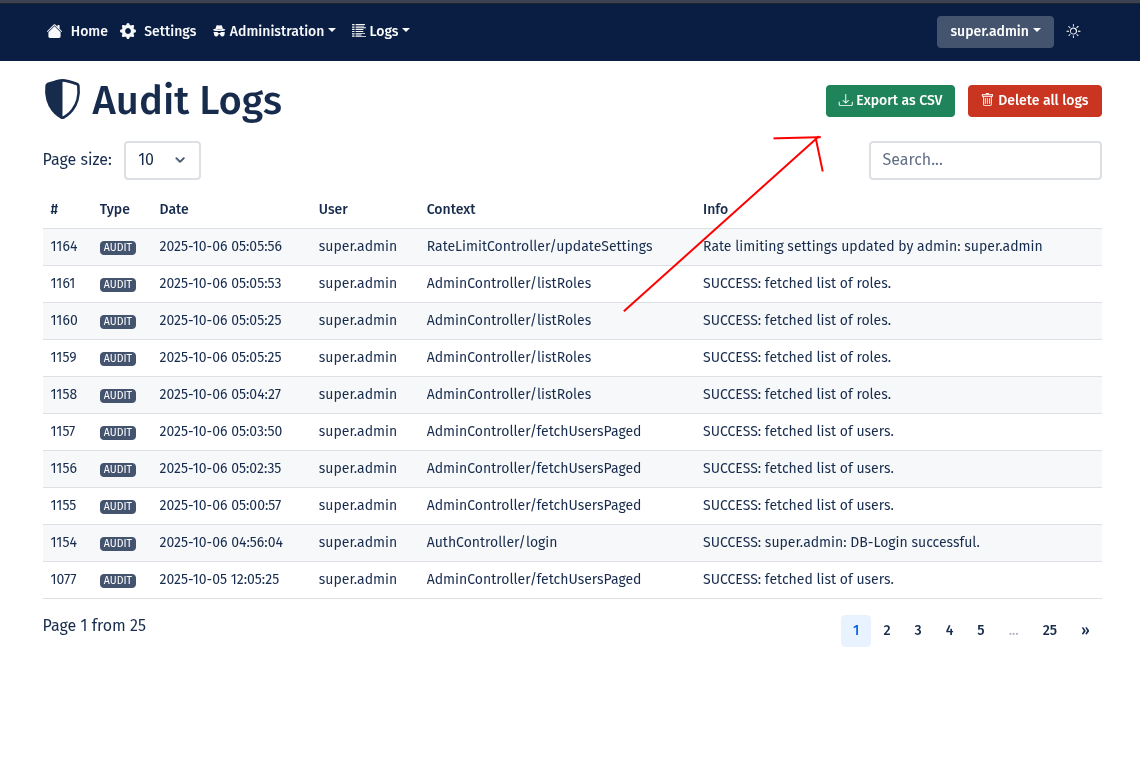 Home Settings Administration Logs super.admin
Audit Logs Export as CSV Delete all logs
Page size: 10 Search...
# Type Date User Context Info
1164 AUDIT 2025-10-06 05:05:56 super.admin RateLimitController/updateSettings Rate limiting settings updated by admin: super.admin
1161 AUDIT 2025-10-06 05:05:53 super.admin AdminController/listRoles SUCCESS: fetched list of roles.
1160 AUDIT 2025-10-06 05:05:25 super.admin AdminController/listRoles SUCCESS: fetched list of roles.
1159 AUDIT 2025-10-06 05:05:25 super.admin AdminController/listRoles SUCCESS: fetched list of roles.
1158 AUDIT 2025-10-06 05:04:27 super.admin AdminController/listRoles SUCCESS: fetched list of roles.
1157 AUDIT 2025-10-06 05:03:50 super.admin AdminController/fetchUsersPaged SUCCESS: fetched list of users.
1156 AUDIT 2025-10-06 05:02:35 super.admin AdminController/fetchUsersPaged SUCCESS: fetched list of users.
1155 AUDIT 2025-10-06 05:00:57 super.admin AdminController/fetchUsersPaged SUCCESS: fetched list of users.
1154 AUDIT 2025-10-06 04:56:04 super.admin AuthController/login SUCCESS: super.admin: DB-Login successful.
1077 AUDIT 2025-10-05 12:05:25 super.admin AdminController/fetchUsersPaged SUCCESS: fetched list of users.
Page 1 from 25 1 2 3 4 5 ... 25 »